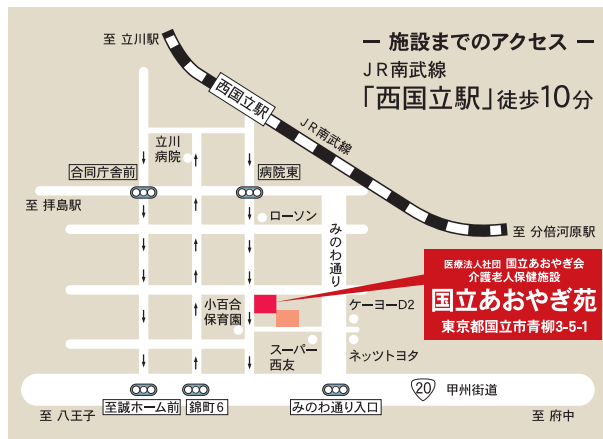 至 立川駅
― 施設までのアクセス ―
JR南武線
「西国立駅」徒歩10分
西国立駅
JR南武線
立川
病院
合同庁舎前
病院東
至 拝島駅
ローソン
みのわ通り
至 分倍河原駅
医療法人社団 国立あおやぎ会
介護老人保健施設
国立あおやぎ苑
東京都国立市青柳3-5-1
小百合
保育園
ケーヨーD2
スーパー
西友
ネッツトヨタ
至誠ホーム前
錦町6
みのわ通り入口
20
甲州街道
至 八王子
至 府中